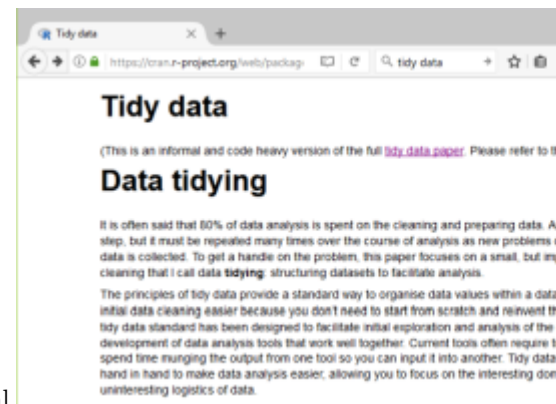 Tidy data
https://cran.r-project.org/web/packag
tidy data
Tidy data
(This is an informal and code heavy version of the full tidy data paper. Please refer to th
Data tidying
It is often said that 80% of data analysis is spent on the cleaning and preparing data. A
step, but it must be repeated many times over the course of analysis as new problems
data is collected. To get a handle on the problem, this paper focuses on a small, but imp
cleaning that I call data tidying: structuring datasets to facilitate analysis.
The principles of tidy data provide a standard way to organise data values within a data
initial data cleaning easier because you don't need to start from scratch and reinvent th
tidy data standard has been designed to facilitate initial exploration and analysis of the
development of data analysis tools that work well together. Current tools often require t
spend time munging the output from one tool so you can input it into another. Tidy data
hand in hand to make data analysis easier, allowing you to focus on the interesting dom
uninteresting logistics of data.